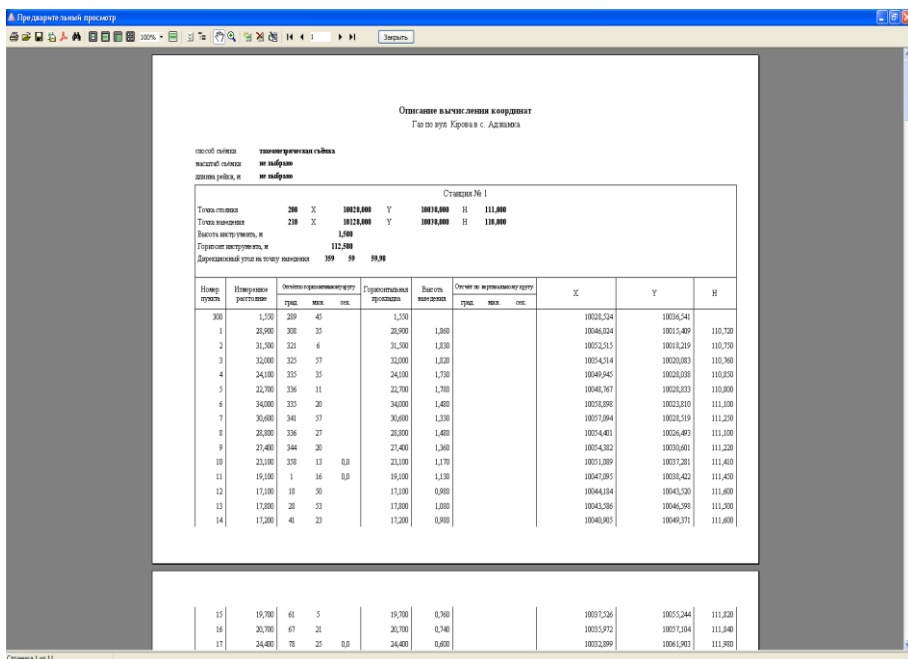 Предварительный просмотр
100%
1
Закрыть
Описание вычисления координат
Газ по вул. Кірова в с. Аджамка
способ съёмки тахеометрическая съёмка
масштаб съёмки не выбрано
длинна рейки, м не выбрано
Станция № 1
Точка стояния 200 X 10020,000 Y 10030,000 H 111,000
Точка наведения 210 X 10120,000 Y 10030,000 H 110,000
Высота инструмента, м 1,500
Горизонт инструмента, м 112,500
Дирекционный угол на точку наведения 359 59 59,98
Номер пункта Измеренное расстояние Отсчёт по горизонтальному кругу Горизонтальная прокладка Высота наведения Отсчёт по вертикальному кругу X Y H
град. мин. сек. град. мин. сек.
300 1,550 289 45 1,550 10028,524 10036,541
1 28,900 308 35 28,900 1,860 10046,024 10015,409 110,720
2 31,500 321 6 31,500 1,830 10052,515 10018,219 110,750
3 32,000 325 57 32,000 1,820 10054,514 10020,083 110,760
4 24,100 335 35 24,100 1,730 10049,945 10028,038 110,850
5 22,700 336 11 22,700 1,780 10048,767 10028,833 110,800
6 34,000 335 20 34,000 1,480 10058,898 10023,810 111,100
7 30,600 341 57 30,600 1,330 10057,094 10028,519 111,250
8 28,800 336 27 28,800 1,480 10054,401 10026,493 111,100
9 27,400 344 20 27,400 1,360 10054,382 10030,601 111,220
10 23,100 358 13 0,0 23,100 1,170 10051,089 10037,281 111,410
11 19,100 1 16 0,0 19,100 1,130 10047,095 10038,422 111,450
12 17,100 18 50 17,100 0,980 10044,184 10043,520 111,600
13 17,800 28 53 17,800 1,080 10043,586 10046,598 111,500
14 17,200 41 23 17,200 0,980 10040,905 10049,371 111,600
15 19,700 61 5 19,700 0,760 10037,526 10055,244 111,820
16 20,700 67 21 20,700 0,740 10035,972 10057,104 111,840
17 24,400 78 25 0,0 24,400 0,600 10032,899 10061,903 111,980
Страница 1 из 11